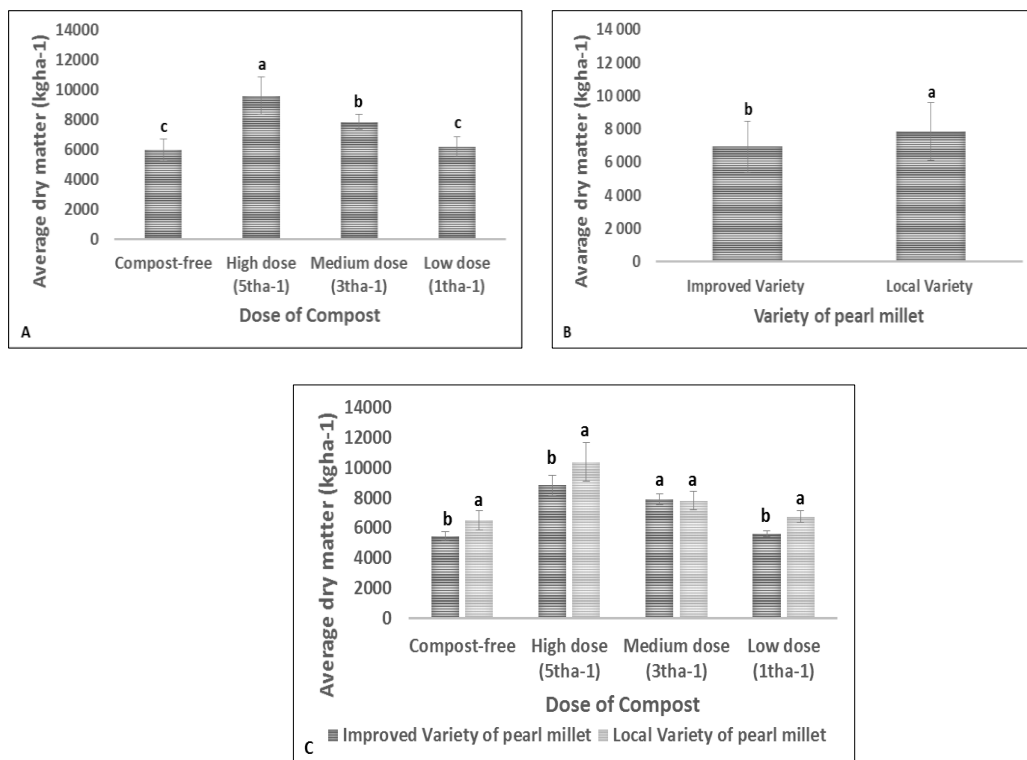 Average dry matter (kgha-1)
14000
12000
10000
8000
6000
4000
2000
0
c
a
b
c
Compost-free
High dose
(5tha-1)
Medium dose
(3tha-1)
Low dose
(1tha-1)
Dose of Compost
A
Avarage dry matter (kgha-1)
14 000
12 000
10 000
8 000
6 000
4 000
2 000
0
b
a
Improved Variety
Local Variety
Variety of pearl millet
B
Average dry matter (kgha-1)
14000
12000
10000
8000
6000
4000
2000
0
b
a
b
a
a
a
b
a
Compost-free
High dose
(5tha-1)
Medium dose
(3tha-1)
Low dose
(1tha-1)
Dose of Compost
Improved Variety of pearl millet
Local Variety of pearl millet
C